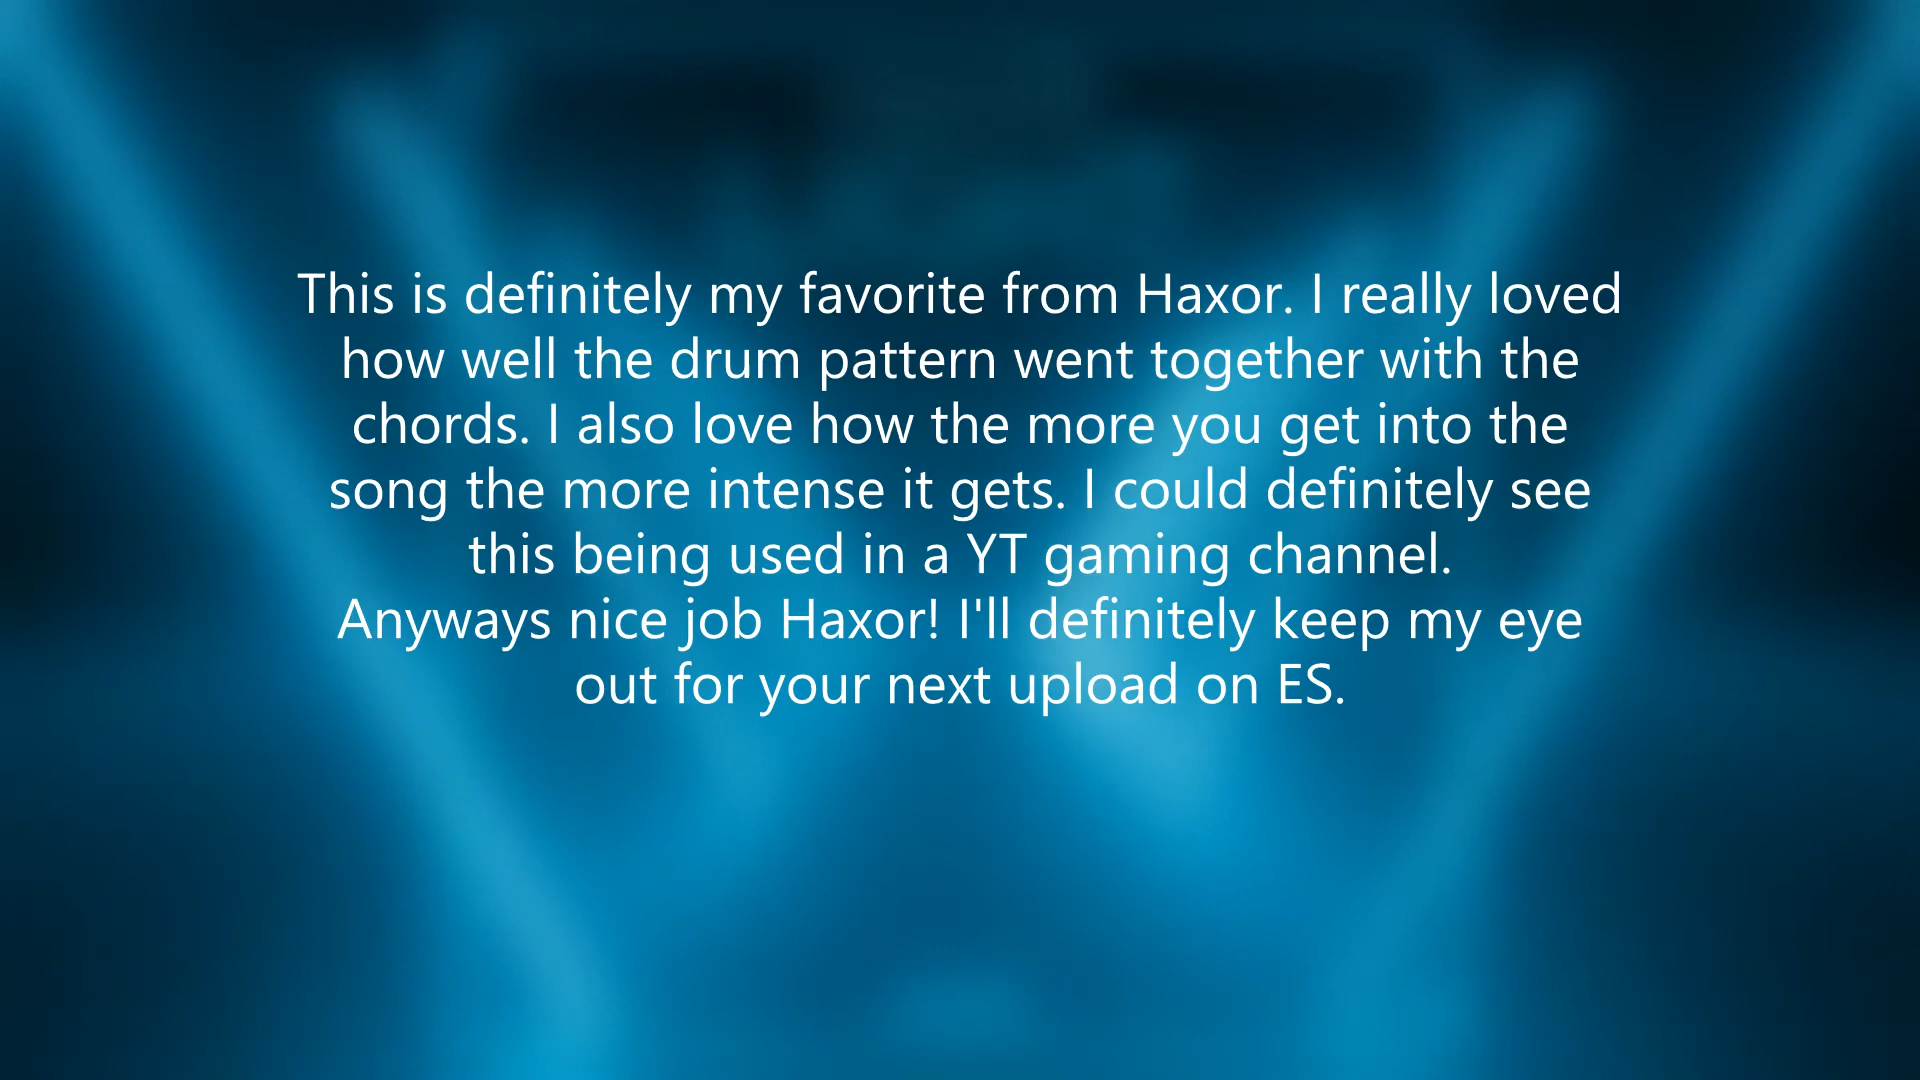 This is definitely my favorite from Haxor. I really loved
how well the drum pattern went together with the
chords. I also love how the more you get into the
song the more intense it gets. I could definitely see
this being used in a YT gaming channel.
Anyways nice job Haxor! I'll definitely keep my eye
out for your next upload on ES.